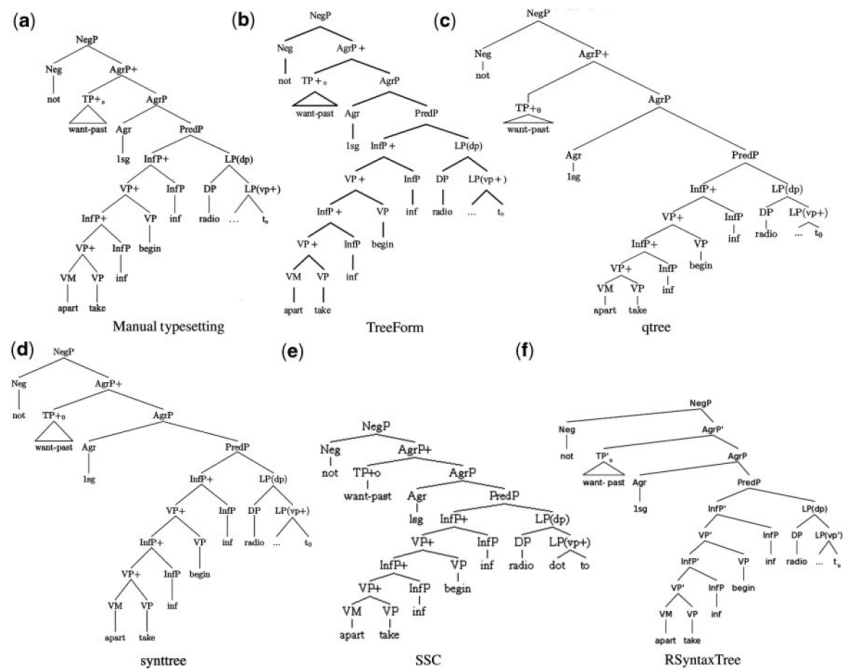 (a)
NegP
Neg AgrP+
not TP+ₒ AgrP
want-past Agr PredP
1sg InfP+ LP(dp)
VP+ InfP DP LP(vp+)
InfP+ VP inf radio ... tₒ
VP+ InfP begin
VM VP inf
apart take
Manual typesetting
(b)
NegP
Neg AgrP+
not TP+ₒ AgrP
want-past Agr PredP
1sg InfP+ LP(dp)
VP+ InfP DP LP(vp+)
InfP+ VP inf radio ... tₒ
VP+ InfP begin
VM VP inf
apart take
TreeForm
(c)
NegP
Neg AgrP+
not
TP+₀ AgrP
want-past
Agr PredP
1sg
InfP+ LP(dp)
VP+ InfP DP LP(vp+)
InfP+ VP inf radio ... t₀
VP+ InfP begin
VM VP inf
apart take
qtree
(d)
NegP
Neg AgrP+
not TP+₀ AgrP
want-past Agr PredP
1sg InfP+ LP(dp)
VP+ InfP DP LP(vp+)
InfP+ VP inf radio ... t₀
VP+ InfP begin
VM VP inf
apart take
synttree
(e)
NegP
Neg AgrP+
not TP+o AgrP
want-past Agr PredP
1sg InfP+ LP(dp)
VP+ InfP DP LP(vp+)
InfP+ VP inf radio dot to
VP+ InfP begin
VM VP inf
apart take
SSC
(f)
NegP
Neg AgrP'
not TP'ₒ AgrP
want- past Agr PredP
1sg InfP' LP(dp)
VP' InfP DP LP(vp')
InfP' VP inf radio ... tₒ
VP' InfP begin
VM VP inf
apart take
RSyntaxTree